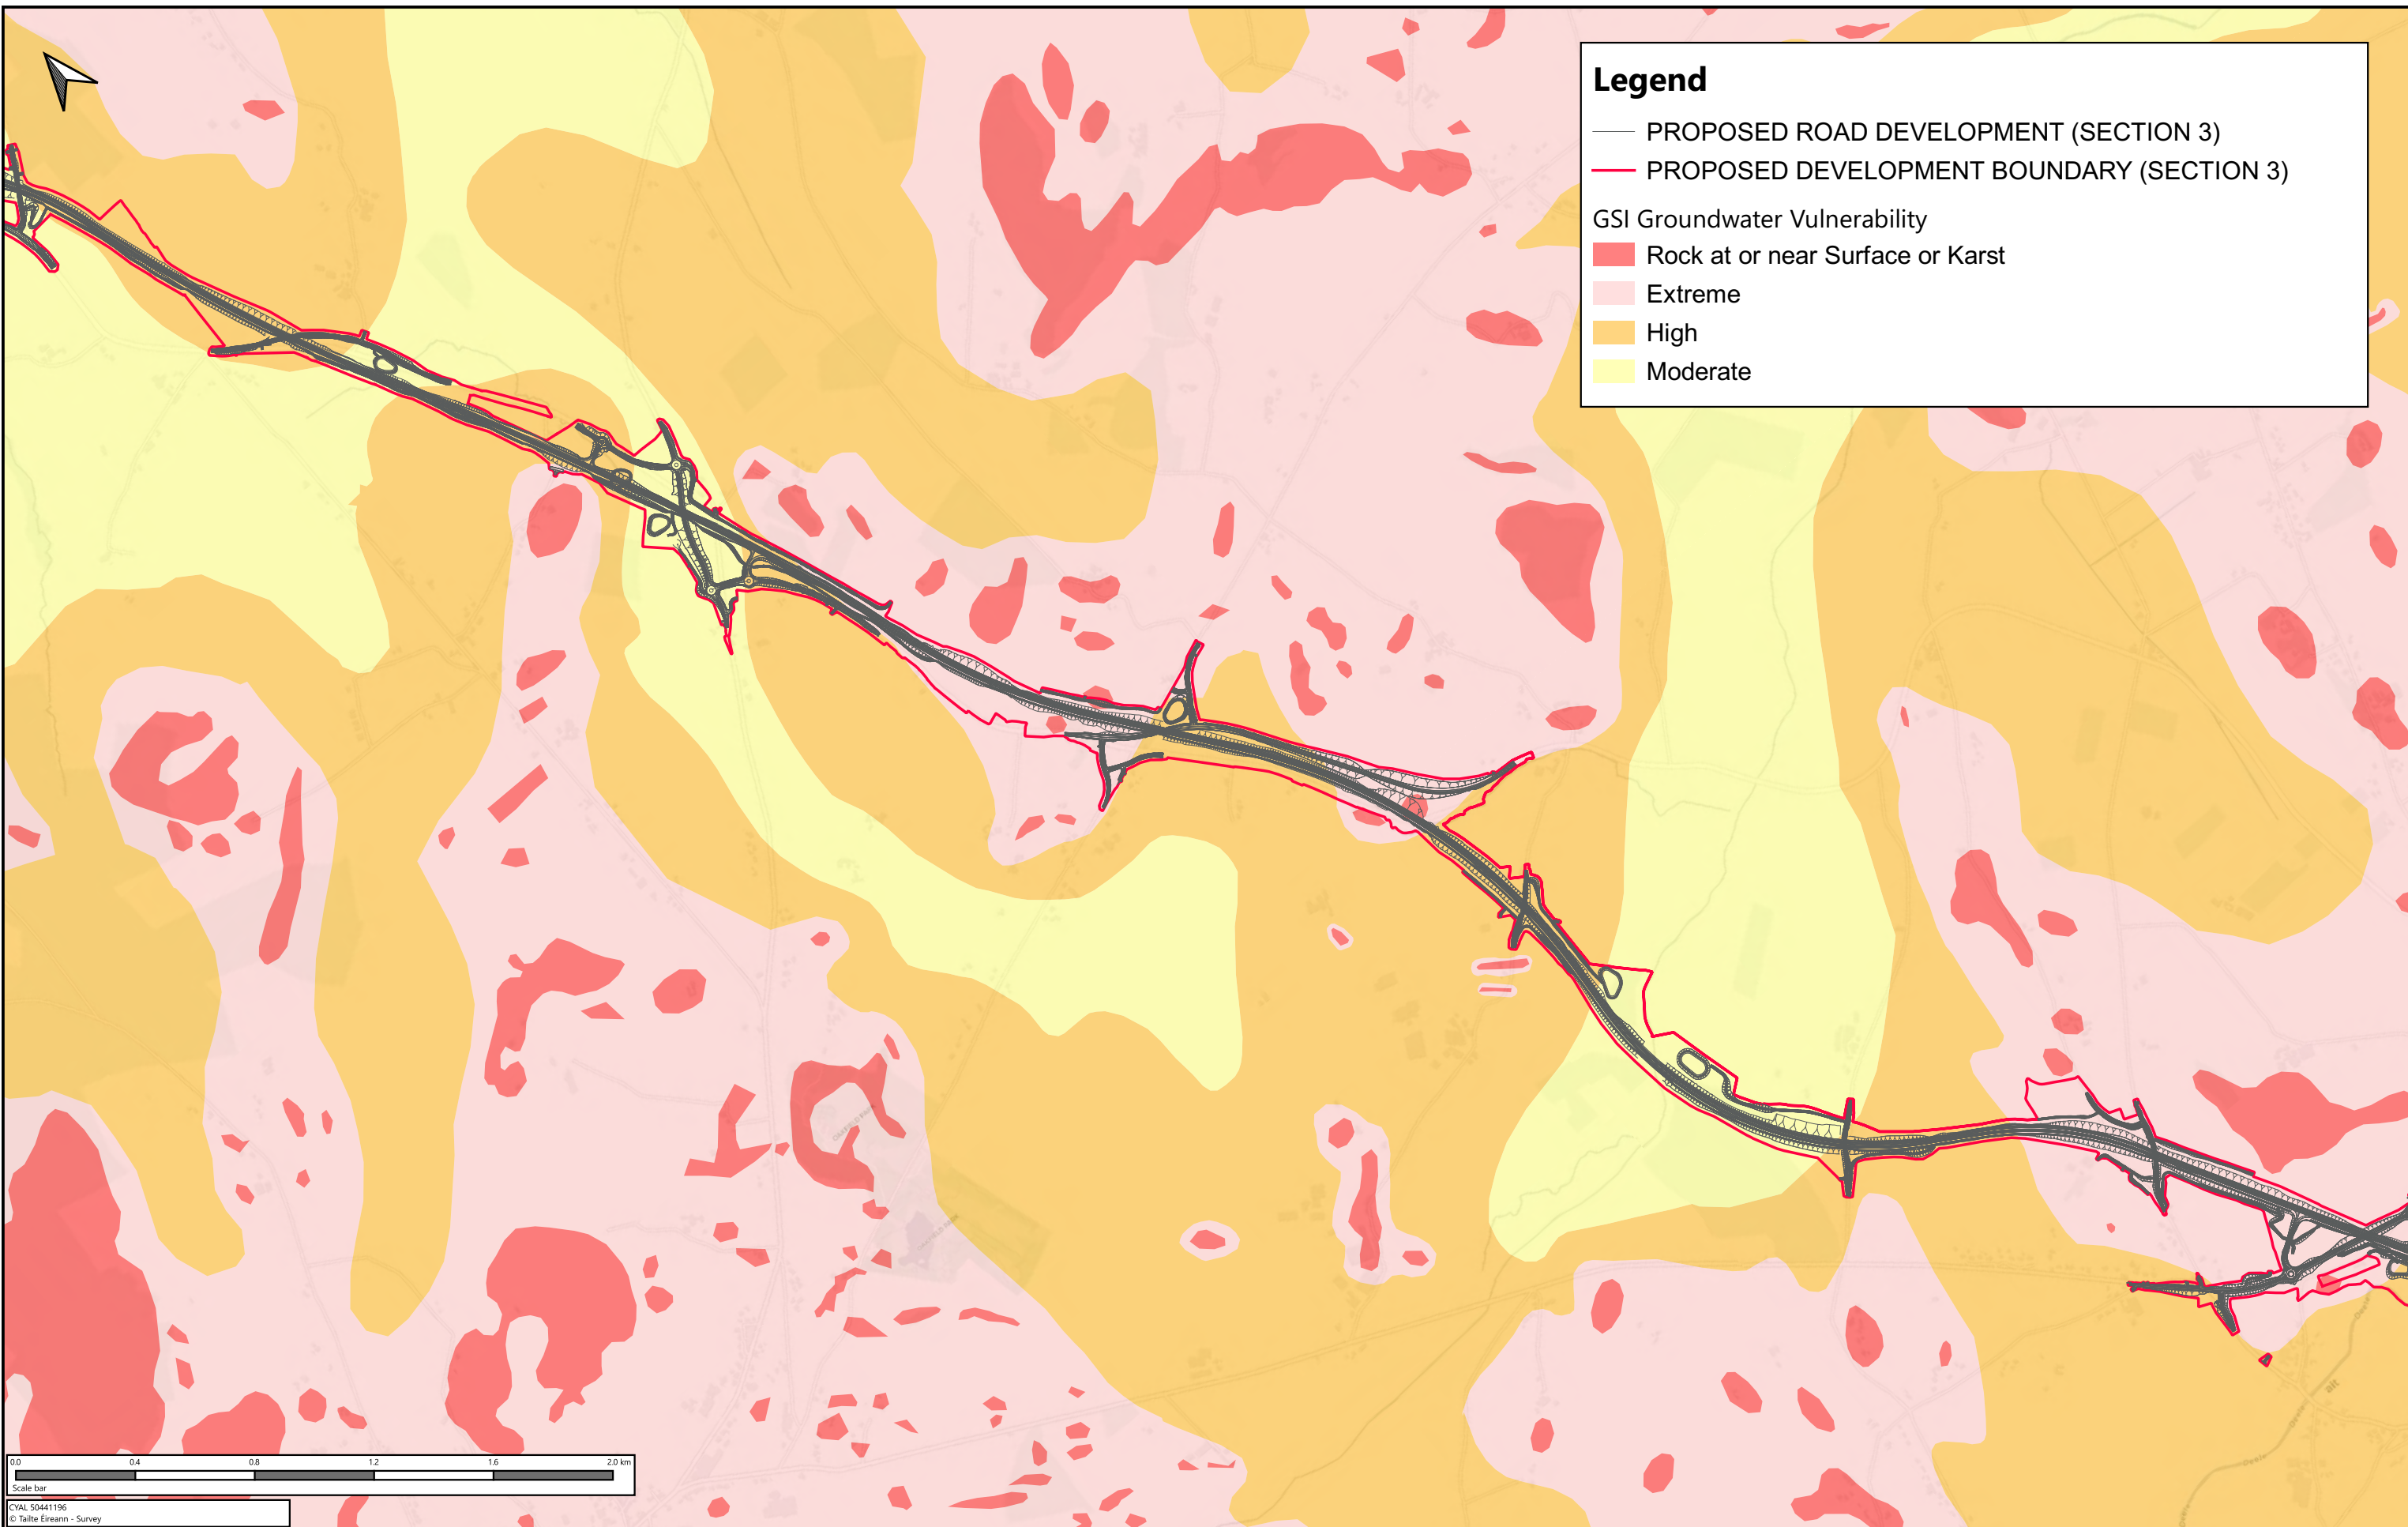 Legend
PROPOSED ROAD DEVELOPMENT (SECTION 3)
PROPOSED DEVELOPMENT BOUNDARY (SECTION 3)
GSI Groundwater Vulnerability
Rock at or near Surface or Karst
Extreme
High
Moderate
0.0 0.4 0.8 1.2 1.6 2.0 km
Scale bar
CYAL 50441196
© Tailte Éireann - Survey